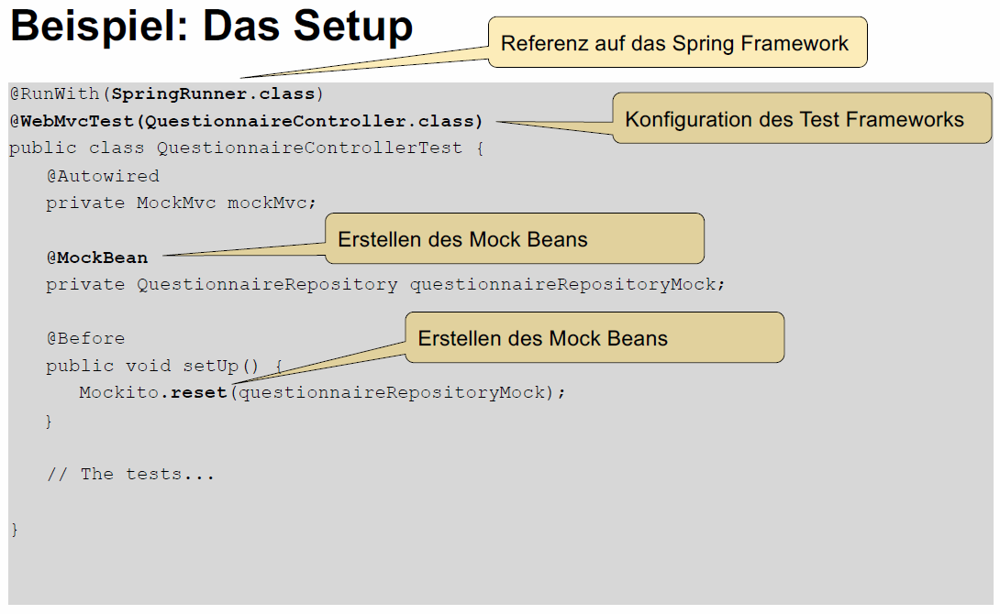 Beispiel: Das Setup
Referenz auf das Spring Framework
@RunWith(SpringRunner.class)
@WebMvcTest(QuestionnaireController.class)
Konfiguration des Test Frameworks
public class QuestionnaireControllerTest {
@Autowired
private MockMvc mockMvc;
Erstellen des Mock Beans
@MockBean
private QuestionnaireRepository questionnaireRepositoryMock;
Erstellen des Mock Beans
@Before
public void setUp() {
Mockito.reset(questionnaireRepositoryMock);
}
// The tests...
}